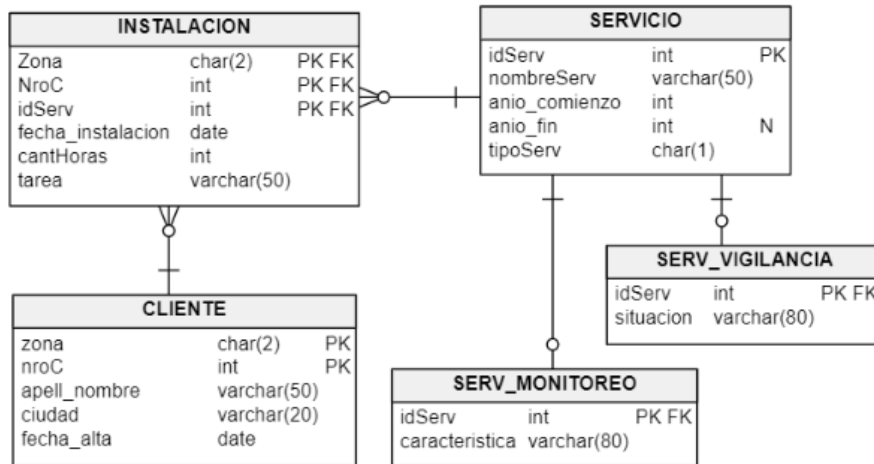 INSTALACION
Zona char(2) PK FK
NroC int PK FK
idServ int PK FK
fecha_instalacion date
cantHoras int
tarea varchar(50)
SERVICIO
idServ int PK
nombreServ varchar(50)
anio_comienzo int
anio_fin int N
tipoServ char(1)
CLIENTE
zona char(2) PK
nroC int PK
apell_nombre varchar(50)
ciudad varchar(20)
fecha_alta date
SERV_MONITOREO
idServ int PK FK
caracteristica varchar(80)
SERV_VIGILANCIA
idServ int PK FK
situacion varchar(80)